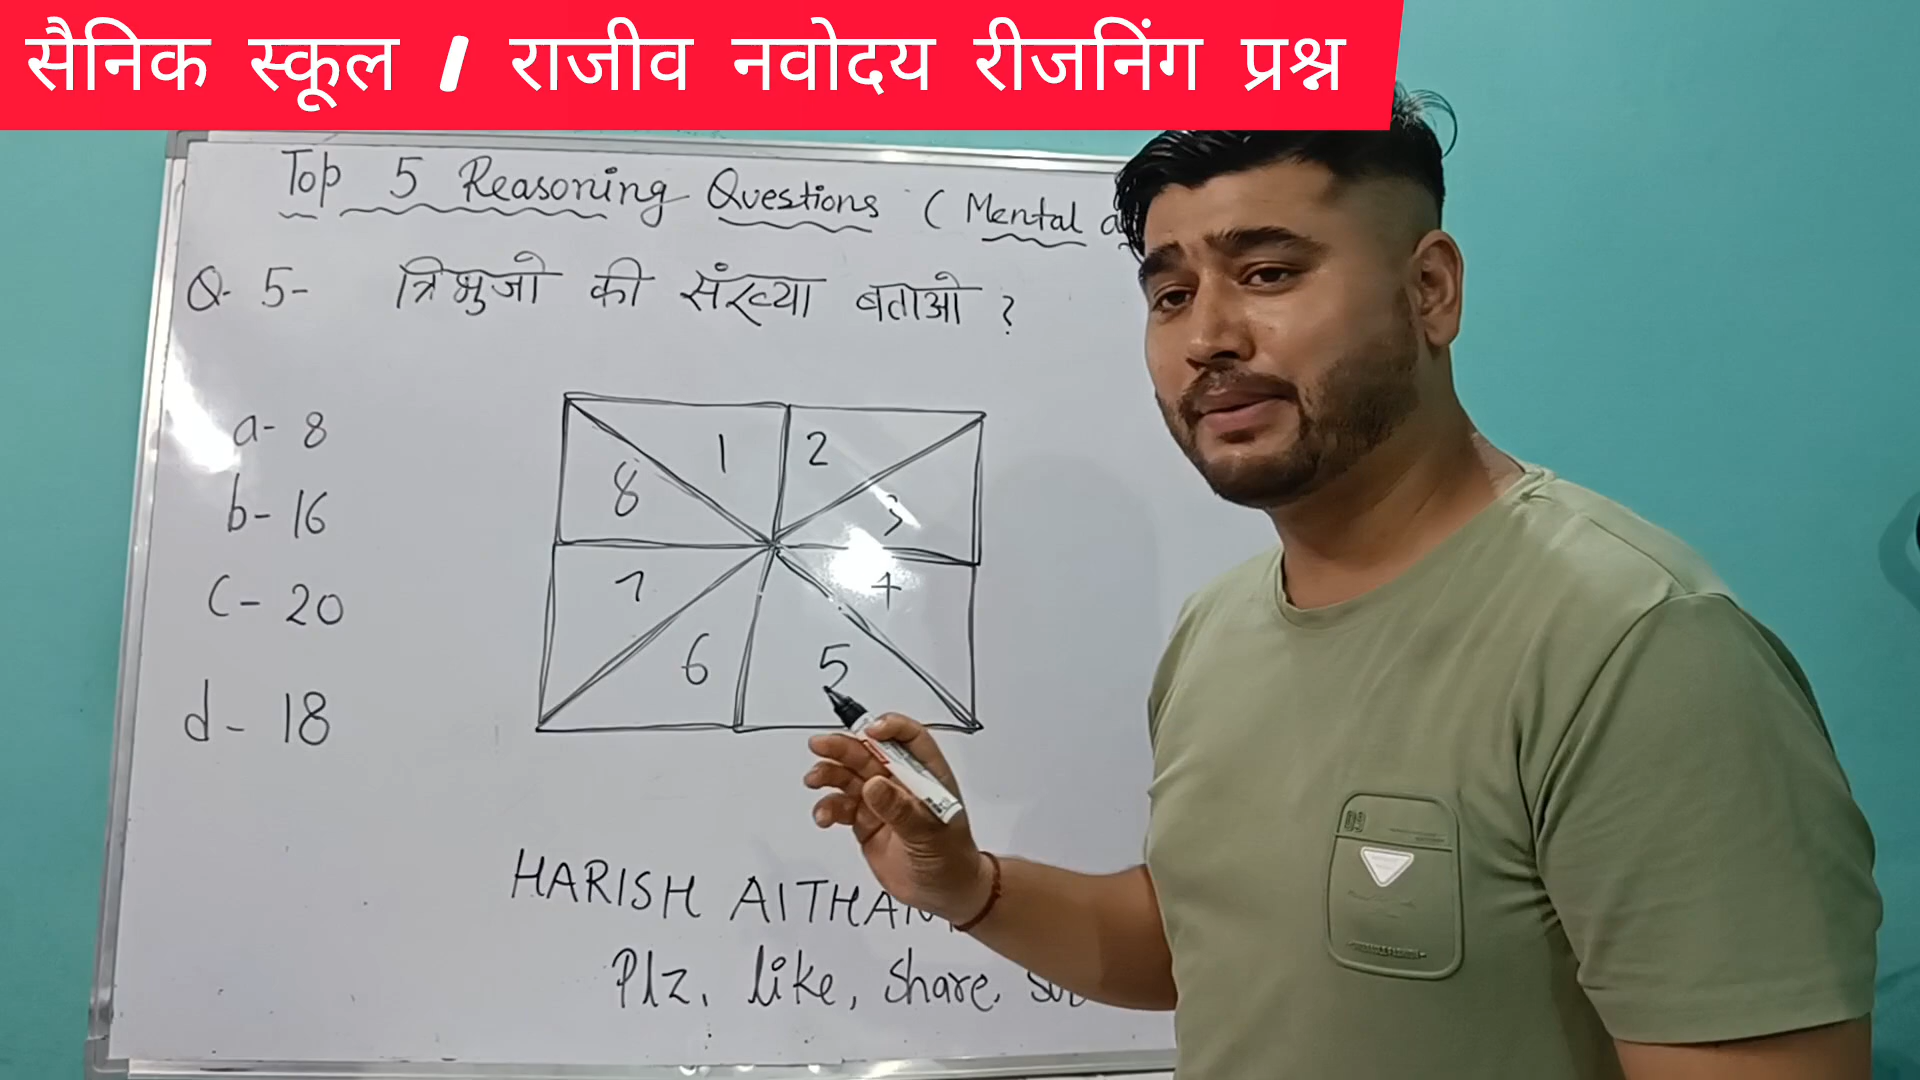 सैनिक स्कूल / राजीव नवोदय रीजनिंग प्रश्न
Top 5 Reasoning Questions ( Mental
Q. 5- त्रिभुजो की संख्या बताओ ?
a- 8
b- 16
c- 20
d- 18
1 2
8 3
7 4
6 5
HARISH
Plz, like, share,
09